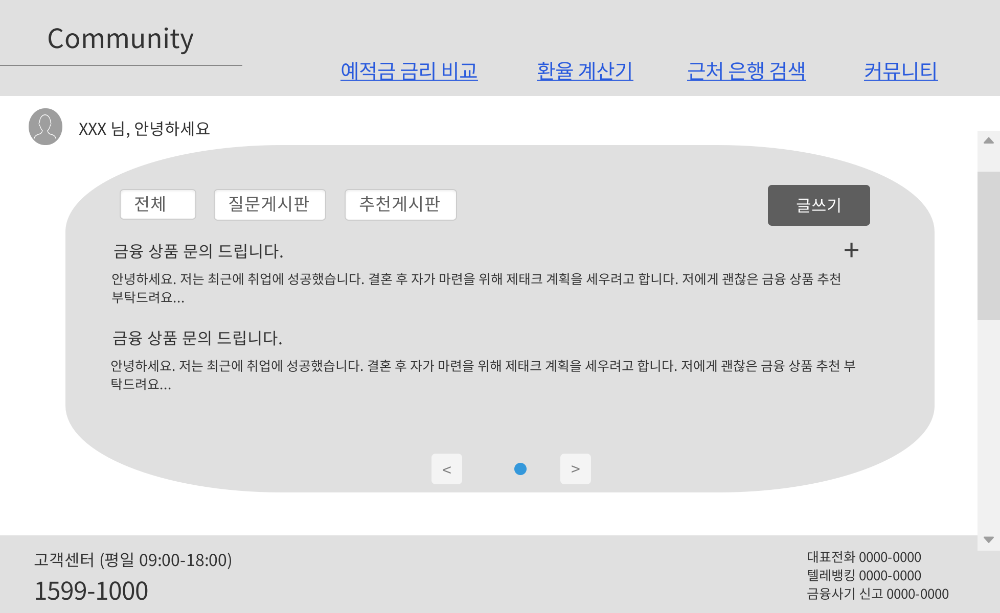 Community
예적금 금리 비교 환율 계산기 근처 은행 검색 커뮤니티
XXX 님, 안녕하세요
전체 질문게시판 추천게시판 글쓰기
금융 상품 문의 드립니다. +
안녕하세요. 저는 최근에 취업에 성공했습니다. 결혼 후 자가 마련을 위해 제태크 계획을 세우려고 합니다. 저에게 괜찮은 금융 상품 추천
부탁드려요...
금융 상품 문의 드립니다.
안녕하세요. 저는 최근에 취업에 성공했습니다. 결혼 후 자가 마련을 위해 제태크 계획을 세우려고 합니다. 저에게 괜찮은 금융 상품 추천 부
탁드려요...
< >
고객센터 (평일 09:00-18:00)
1599-1000
대표전화 0000-0000
텔레뱅킹 0000-0000
금융사기 신고 0000-0000